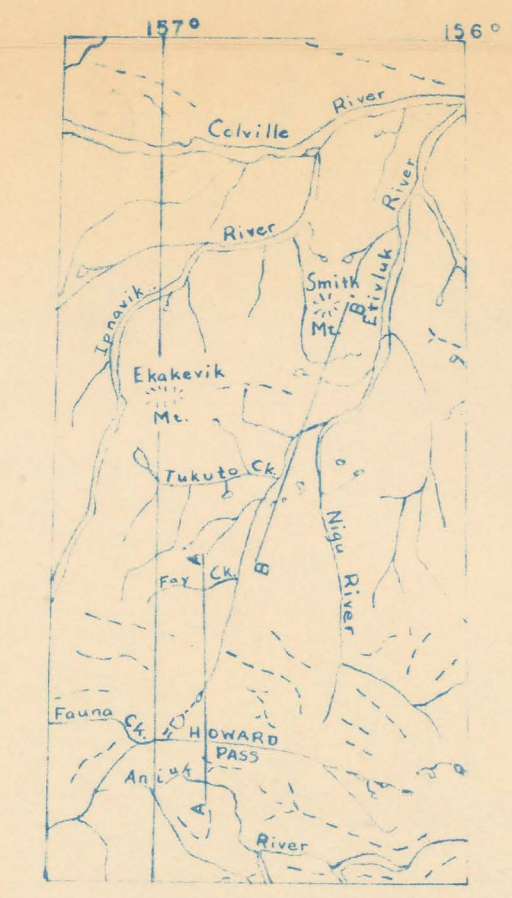 157°
156°
River
Colville
River
River
Ipnavik
Etivluk
Smith
B'
Mt.
Ekakevik
Mt.
Tukuto Ck.
Nigu River
A'
Fay Ck.
B
Fauna Ck.
HOWARD
PASS
Aniuk
A
River